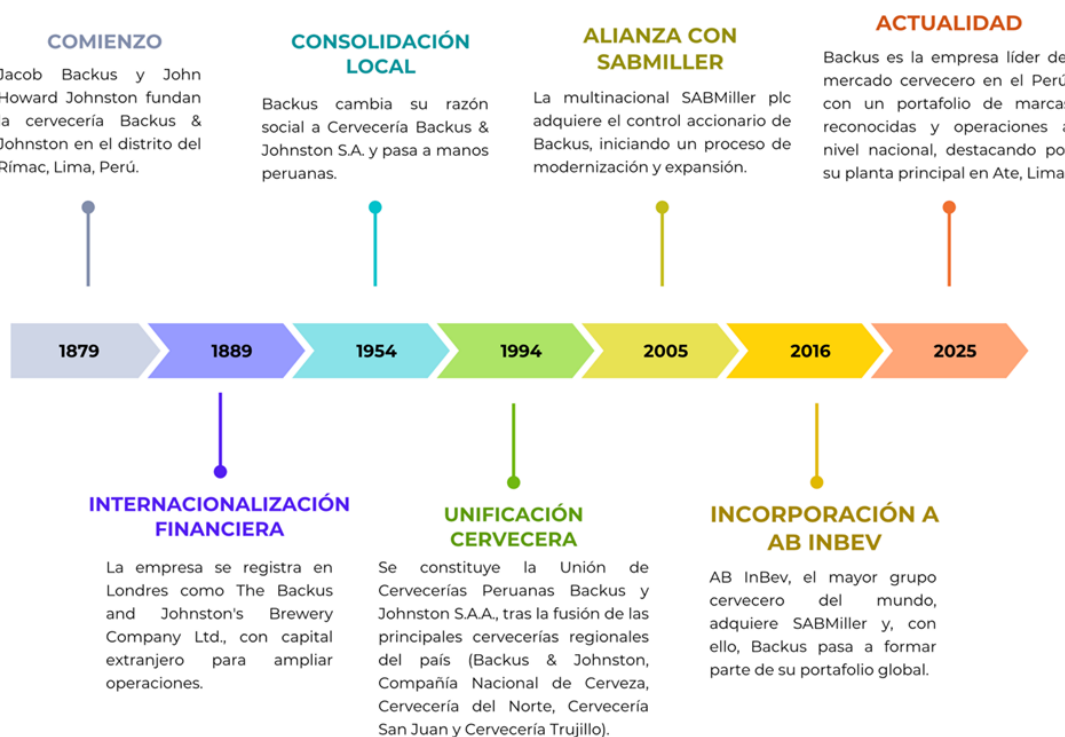 COMIENZO
Jacob Backus y John
Howard Johnston fundan
la cervecería Backus &
Johnston en el distrito del
Rímac, Lima, Perú.
CONSOLIDACIÓN
LOCAL
Backus cambia su razón
social a Cervecería Backus &
Johnston S.A. y pasa a manos
peruanas.
ALIANZA CON
SABMILLER
La multinacional SABMiller plc
adquiere el control accionario de
Backus, iniciando un proceso de
modernización y expansión.
ACTUALIDAD
Backus es la empresa líder de
mercado cervecero en el Perú
con un portafolio de marcas
reconocidas y operaciones a
nivel nacional, destacando po
su planta principal en Ate, Lima
1879
1889
1954
1994
2005
2016
2025
INTERNACIONALIZACIÓN
FINANCIERA
La empresa se registra en
Londres como The Backus
and Johnston's Brewery
Company Ltd., con capital
extranjero para ampliar
operaciones.
UNIFICACIÓN
CERVECERA
Se constituye la Unión de
Cervecerías Peruanas Backus y
Johnston S.A.A., tras la fusión de las
principales cervecerías regionales
del país (Backus & Johnston,
Compañía Nacional de Cerveza,
Cervecería del Norte, Cervecería
San Juan y Cervecería Trujillo).
INCORPORACIÓN A
AB INBEV
AB InBev, el mayor grupo
cervecero del mundo,
adquiere SABMiller y, con
ello, Backus pasa a formar
parte de su portafolio global.